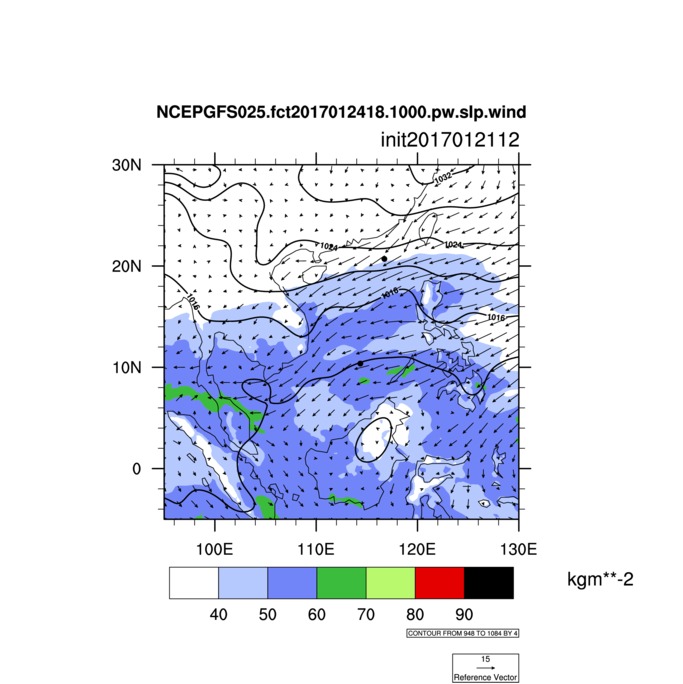 NCEPGFS025.fct2017012418.1000.pw.slp.wind
init2017012112
30N
20N
10N
0
1032
1024
1024
1016
1016
1016
100E
110E
120E
130E
kgm**-2
40
50
60
70
80
90
CONTOUR FROM 948 TO 1084 BY 4
15
Reference Vector